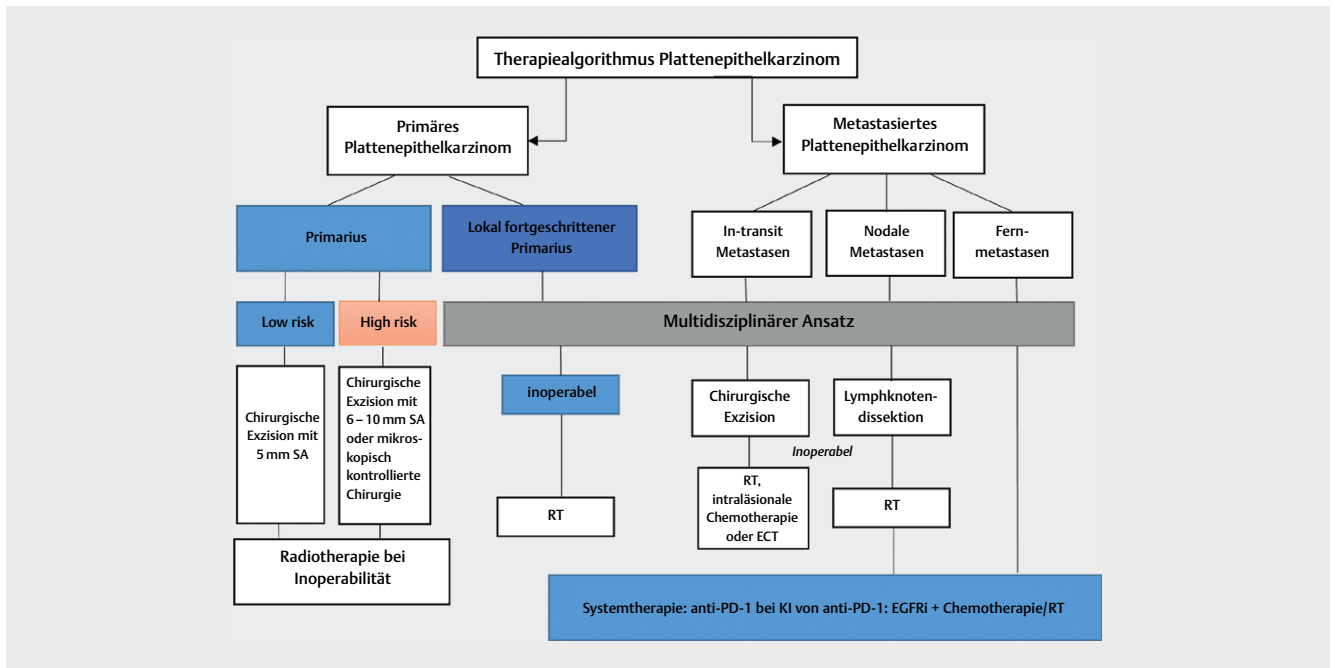 Therapiealgorithmus Plattenepithelkarzinom
Primäres
Plattenepithelkarzinom
Metastasiertes
Plattenepithelkarzinom
Primarius
Lokal fortgeschrittener
Primarius
In-transit
Metastasen
Nodale
Metastasen
Fern-
metastasen
Low risk
High risk
Multidisziplinärer Ansatz
Chirurgische
Exzision mit
5 mm SA
Chirurgische
Exzision mit
6 – 10 mm SA
oder mikros-
kopisch
kontrollierte
Chirurgie
inoperabel
Chirurgische
Exzision
Lymphknoten-
dissektion
Inoperabel
RT
RT,
intraläsionale
Chemotherapie
oder ECT
RT
Radiotherapie bei
Inoperabilität
Systemtherapie: anti-PD-1 bei KI von anti-PD-1: EGFRi + Chemotherapie/RT